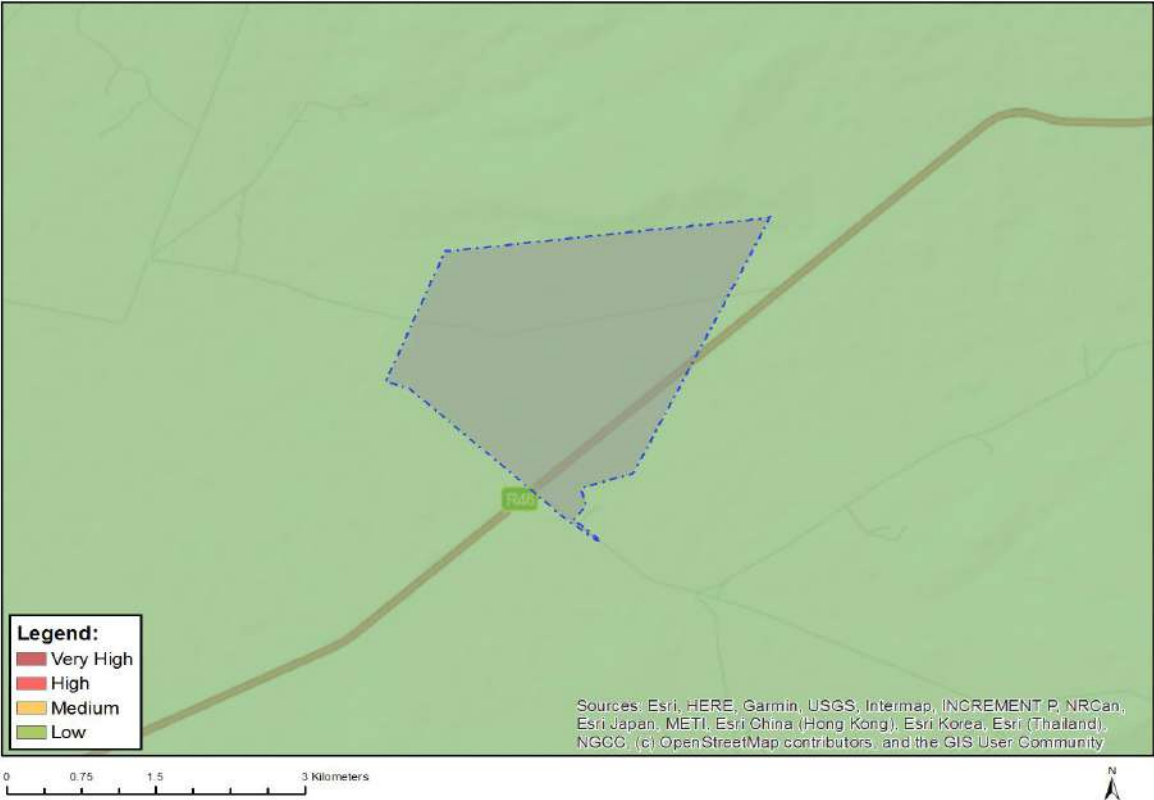 R46
Legend:
Very High
High
Medium
Low
Sources: Esri, HERE, Garmin, USGS, Intermap, INCREMENT P, NRCan,
Esri Japan, METI, Esri China (Hong Kong), Esri Korea, Esri (Thailand),
NGCC, (c) OpenStreetMap contributors, and the GIS User Community
0 0.75 1.5 3 Kilometers
N